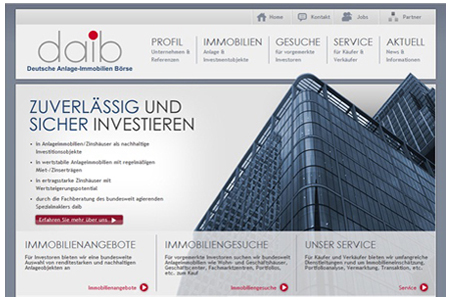 Home Kontakt Jobs Partner
daib
Deutsche Anlage-Immobilien Börse
PROFIL IMMOBILIEN GESUCHE SERVICE AKTUELL
Unternehmen & Anlage & für vorgemerkte für Käufer & News &
Referenzen Investmentobjekte Investoren Verkäufer Informationen
ZUVERLÄSSIG UND
SICHER INVESTIEREN
In Anlageimmobilien/Zinshäuser als nachhaltige
Investitionsobjekte
In wertstabile Anlageimmobilien mit regelmäßigen
Miet-/Zinserträgen
In ertragsstarke Zinshäuser mit
Wertsteigerungspotential
durch die Fachberatung des bundesweit agierenden
Spezialmaklers daib
Erfahren Sie mehr über uns.
IMMOBILIENANGEBOTE IMMOBILIENGESUCHE UNSER SERVICE
Für Investoren bieten wir eine bundesweite Für vorgemerkte Investoren suchen wir bundesweit Für Käufer und Verkäufer bieten wir umfangreiche
Auswahl von renditestarken und nachhaltigen Anlageimmobilien wie Wohn- und Geschäftshäuser, Dienstleistungen rund um Immobilieneinschätzung,
Anlageobjekten an Geschäftscenter, Fachmarktzentren, Portfolios, Portfolioanalyse, Vermarktung, Transaktion, etc.
etc. zum Kauf
Immobilienangebote Immobiliengesuche Service